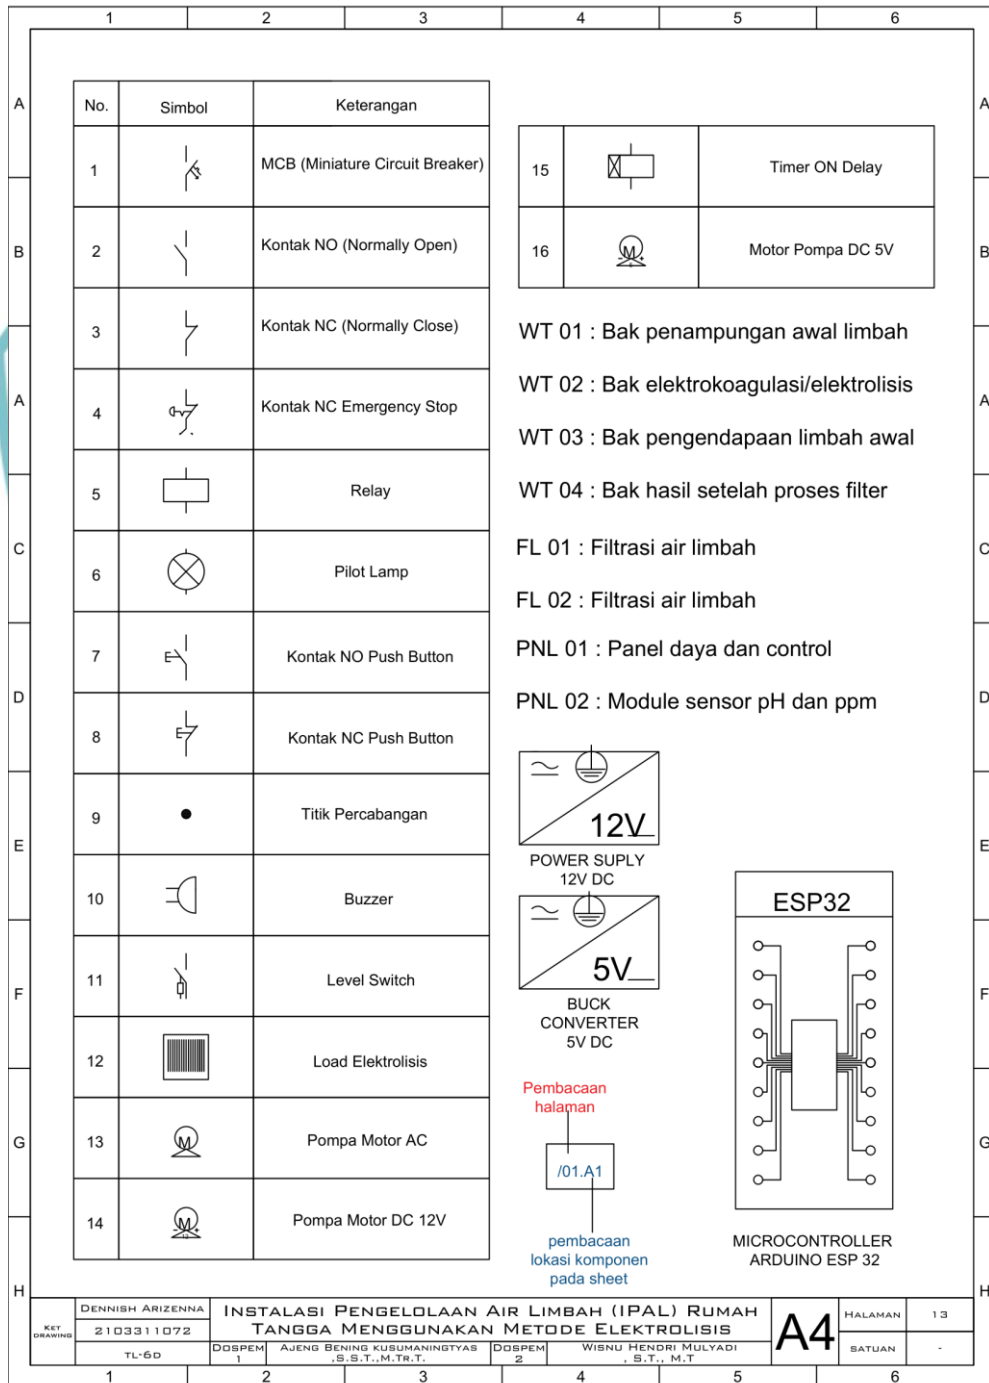 1 2 3 4 5 6
A A
B B
A A
C C
D D
E E
F F
G G
H H
No. Simbol Keterangan
1 MCB (Miniature Circuit Breaker)
2 Kontak NO (Normally Open)
3 Kontak NC (Normally Close)
4 Kontak NC Emergency Stop
5 Relay
6 Pilot Lamp
7 Kontak NO Push Button
8 Kontak NC Push Button
9 Titik Percabangan
10 Buzzer
11 Level Switch
12 Load Elektrolisis
13 M Pompa Motor AC
14 M Pompa Motor DC 12V
15 Timer ON Delay
16 M Motor Pompa DC 5V
WT 01 : Bak penampungan awal limbah
WT 02 : Bak elektrokoagulasi/elektrolisis
WT 03 : Bak pengendapaan limbah awal
WT 04 : Bak hasil setelah proses filter
FL 01 : Filtrasi air limbah
FL 02 : Filtrasi air limbah
PNL 01 : Panel daya dan control
PNL 02 : Module sensor pH dan ppm
12V
POWER SUPLY
12V DC
5V
BUCK
CONVERTER
5V DC
Pembacaan
halaman
/01.A1
pembacaan
lokasi komponen
pada sheet
ESP32
MICROCONTROLLER
ARDUINO ESP 32
KET
DRAWING
DENNISH ARIZENNA
2103311072
TL-6D
INSTALASI PENGELOLAAN AIR LIMBAH (IPAL) RUMAH
TANGGA MENGGUNAKAN METODE ELEKTROLISIS
DOSPEM
1
AJENG BENING KUSUMANINGTYAS
,S.S.T.,M.TR.T.
DOSPEM
2
WISNU HENDRI MULYADI
, S.T., M.T
A4
HALAMAN 13
SATUAN -
1 2 3 4 5 6